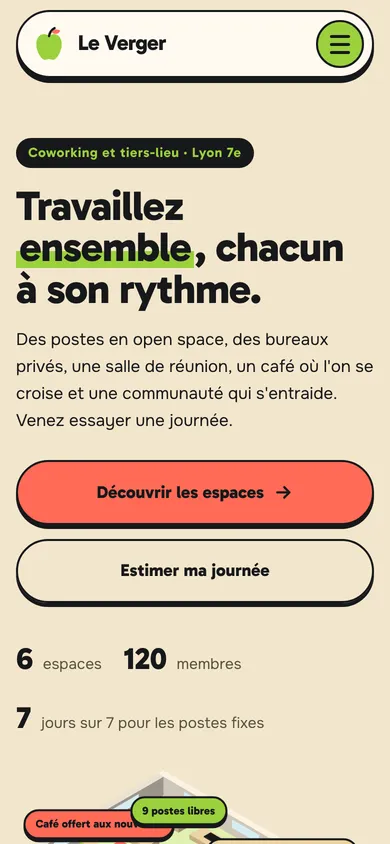 Le Verger
Coworking et tiers-lieu · Lyon 7e
Travaillez
ensemble, chacun
à son rythme.
Des postes en open space, des bureaux
privés, une salle de réunion, un café où l'on se
croise et une communauté qui s'entraide.
Venez essayer une journée.
Découvrir les espaces →
Estimer ma journée
6 espaces 120 membres
7 jours sur 7 pour les postes fixes
9 postes libres
Café offert aux